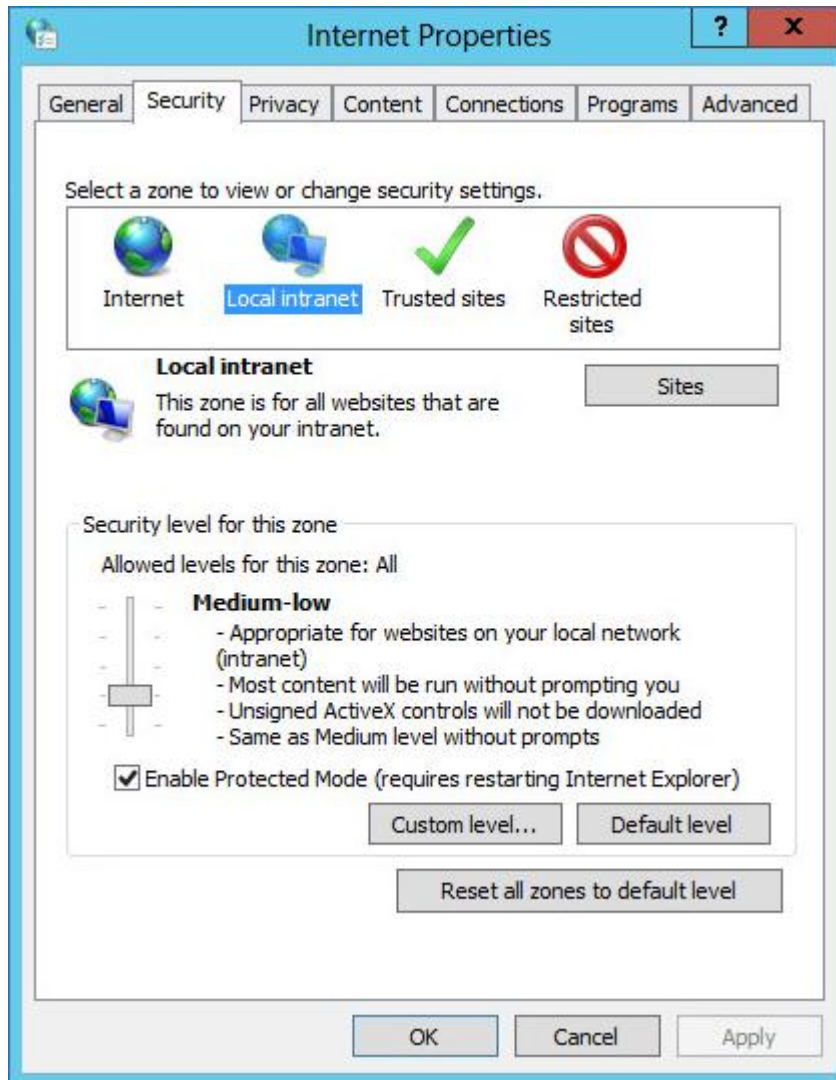 Internet Properties
? x
General Security Privacy Content Connections Programs Advanced
Select a zone to view or change security settings.
Internet Local intranet Trusted sites Restricted
sites
Local intranet
Sites
This zone is for all websites that are
found on your intranet.
Security level for this zone
Allowed levels for this zone: All
Medium-low
- Appropriate for websites on your local network
(intranet)
- Most content will be run without prompting you
- Unsigned ActiveX controls will not be downloaded
- Same as Medium level without prompts
Enable Protected Mode (requires restarting Internet Explorer)
Custom level... Default level
Reset all zones to default level
OK Cancel Apply